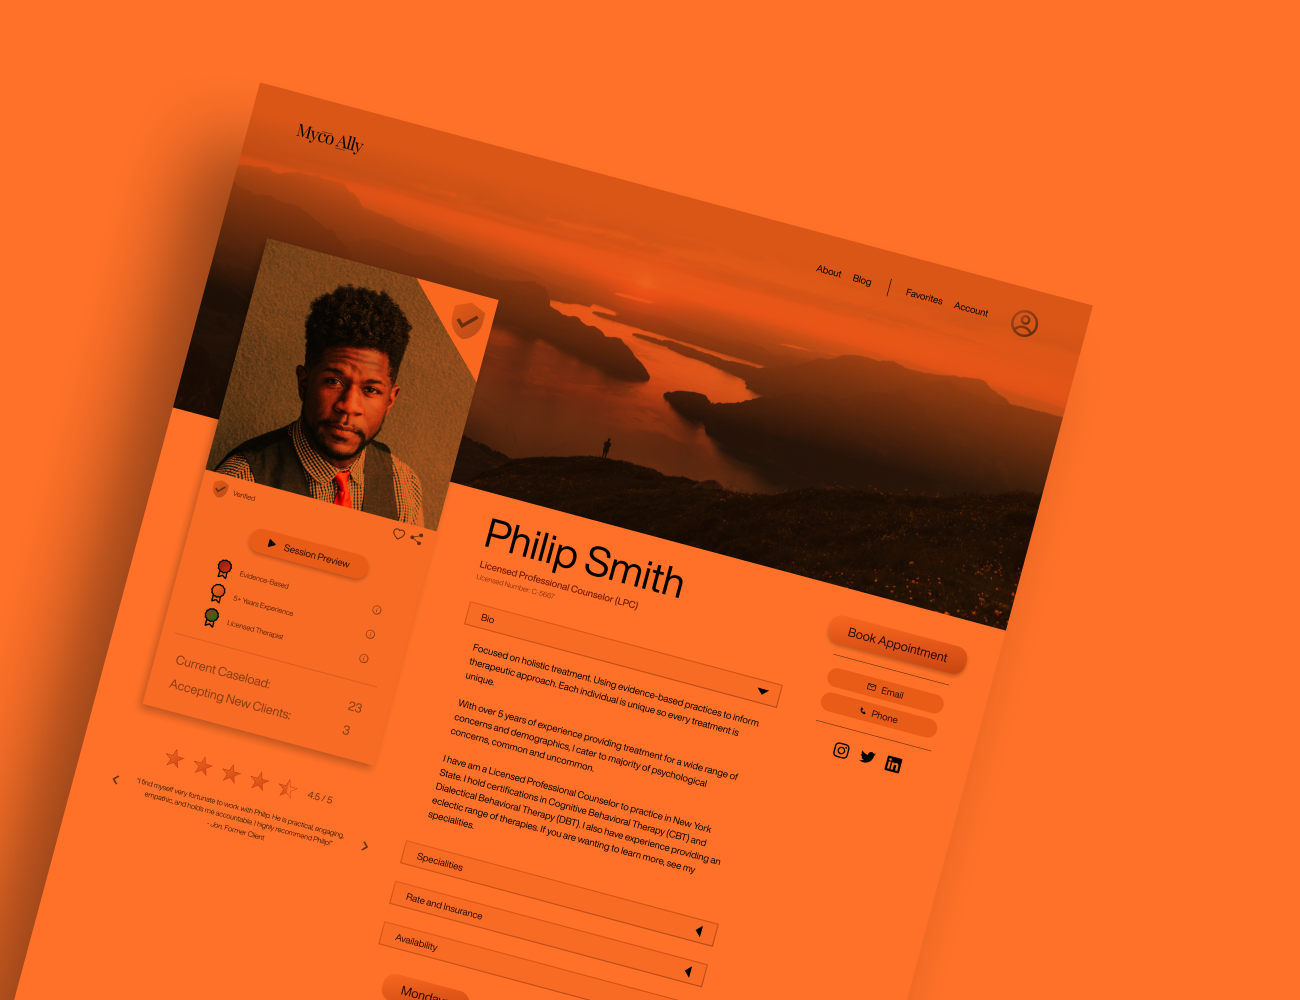 Myco Ally
About Blog Favorites Account
Verified
Session Preview
Evidence-Based
5+ Years Experience
Licensed Therapist
Current Caseload: 23
Accepting New Clients: 3
4.5 / 5
"I find myself very fortunate to work with Philip. He is practical, engaging,
empathic, and holds me accountable. I highly recommend Philip!"
- Jon, Former Client
Philip Smith
Licensed Professional Counselor (LPC)
Licensed Number: C-5667
Bio
Focused on holistic treatment. Using evidence-based practices to inform
therapeutic approach. Each individual is unique so every treatment is
unique.
With over 5 years of experience providing treatment for a wide range of
concerns and demographics, I cater to majority of psychological
concerns, common and uncommon.
I have am a Licensed Professional Counselor to practice in New York
State. I hold certifications in Cognitive Behavioral Therapy (CBT) and
Dialectical Behavioral Therapy (DBT). I also have experience providing an
eclectic range of therapies. If you are wanting to learn more, see my
specialities.
Specialities
Rate and Insurance
Availability
Monday
Book Appointment
Email
Phone